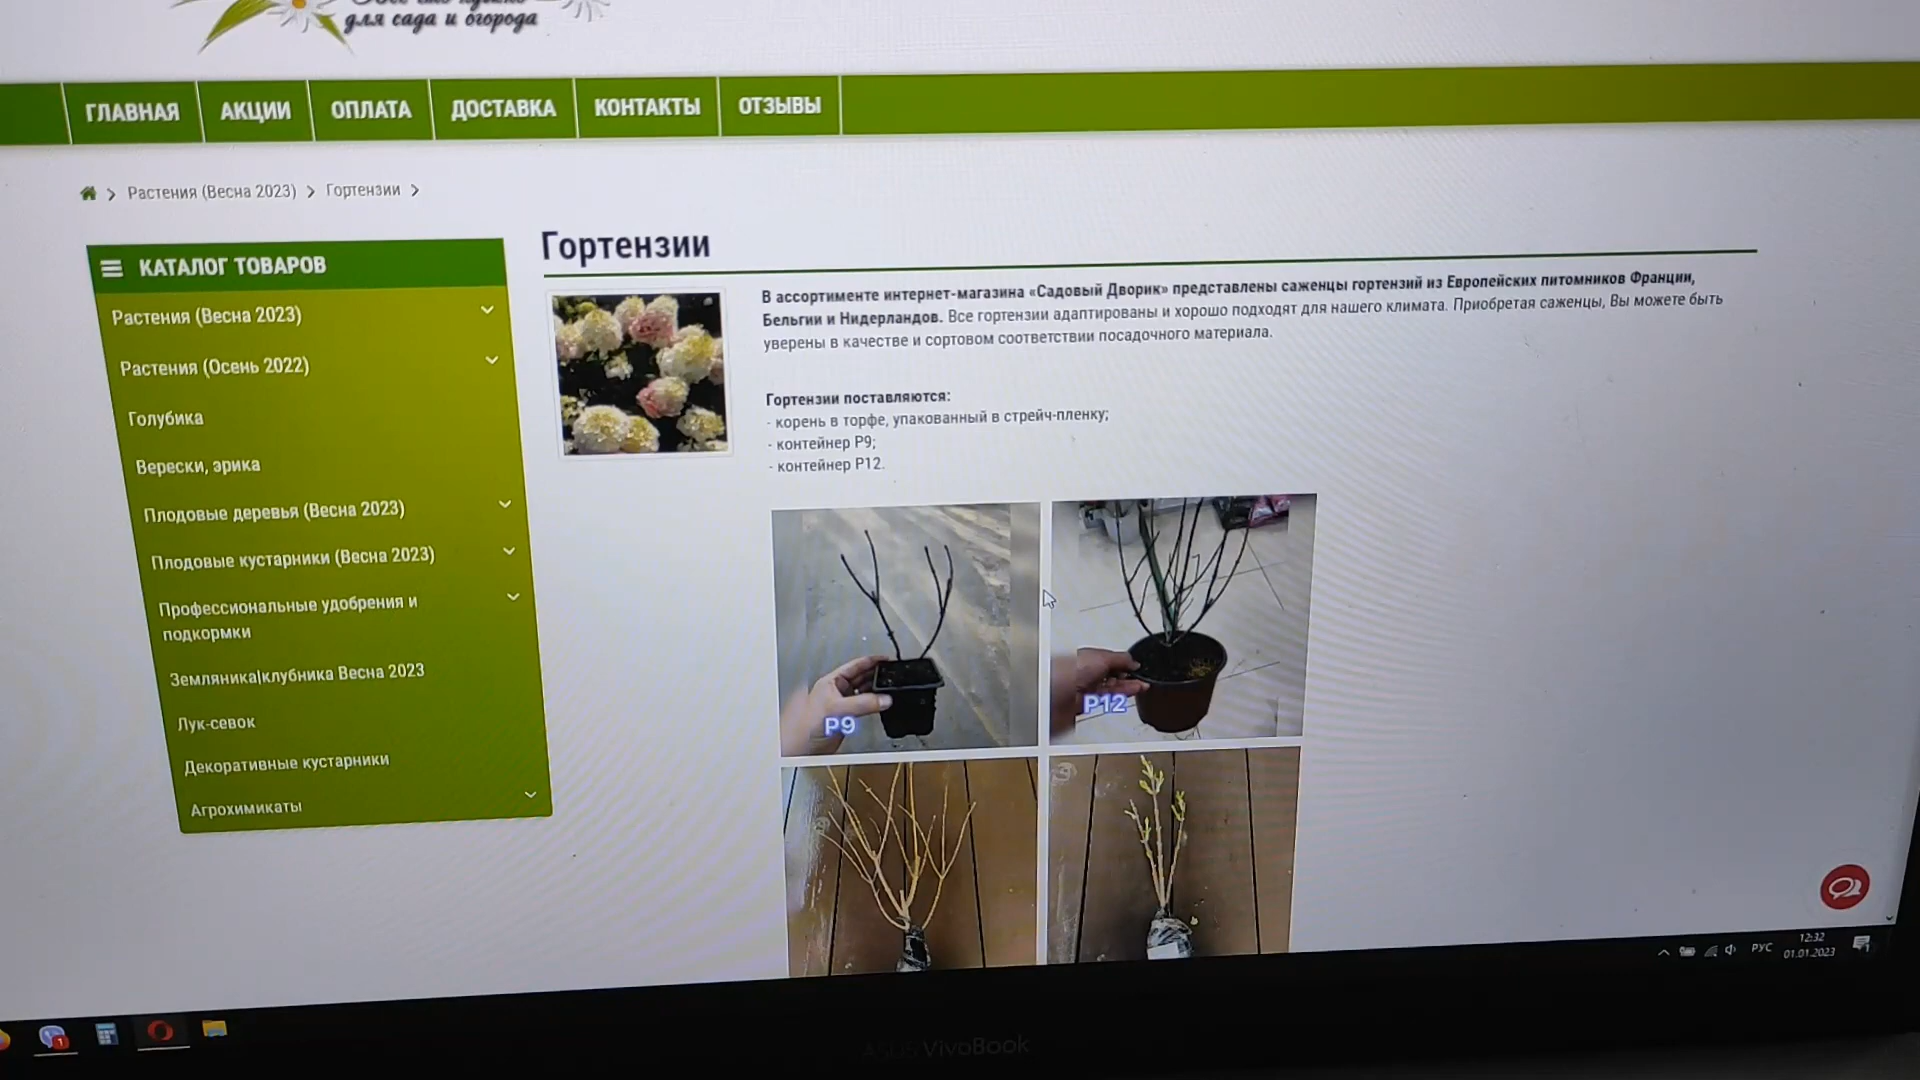 для сада и огорода
ГЛАВНАЯ
АКЦИИ
ОПЛАТА
ДОСТАВКА
КОНТАКТЫ
ОТЗЫВЫ
Растения (Весна 2023)
Гортензии
КАТАЛОГ ТОВАРОВ
Растения (Весна 2023)
Растения (Осень 2022)
Голубика
Верески, эрика
Плодовые деревья (Весна 2023)
Плодовые кустарники (Весна 2023)
Профессиональные удобрения и
подкормки
Земляника|клубника Весна 2023
Лук-севок
Декоративные кустарники
Агрохимикаты
Гортензии
В ассортименте интернет-магазина «Садовый Дворик» представлены саженцы гортензий из Европейских питомников Франции,
Бельгии и Нидерландов. Все гортензии адаптированы и хорошо подходят для нашего климата. Приобретая саженцы, Вы можете быть
уверены в качестве и сортовом соответствии посадочного материала.
Гортензии поставляются:
- корень в торфе, упакованный в стрейч-пленку;
- контейнер P9;
- контейнер P12.
P9
P12
1
РУС
12:32
01.01.2023
ASUS VivoBook